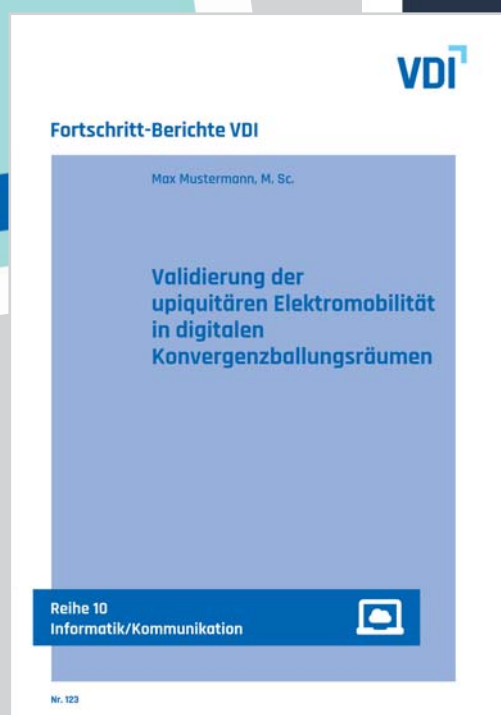 VDI
Fortschritt-Berichte VDI
Max Mustermann, M. Sc.
Validierung der
upiquitären Elektromobilität
in digitalen
Konvergenzballungsräumen
Reihe 10
Informatik/Kommunikation
Nr. 123